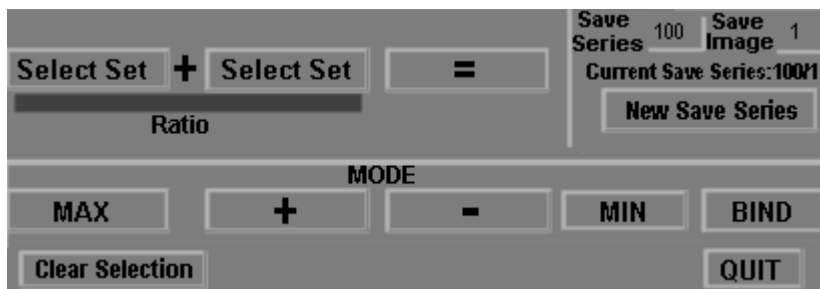 Save Series 100 Save Image 1
Select Set + Select Set =
Current Save Series:100/1
Ratio
New Save Series
MODE
MAX + - MIN BIND
Clear Selection QUIT